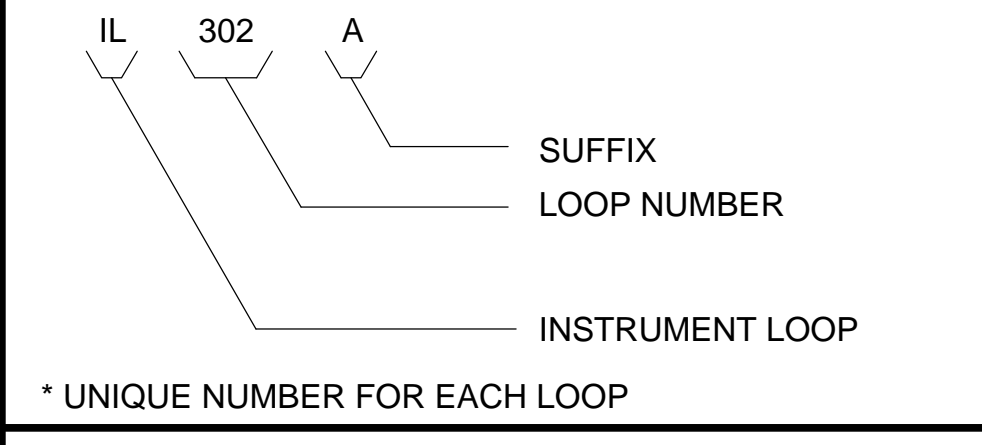 IL 302 A
SUFFIX
LOOP NUMBER
INSTRUMENT LOOP
* UNIQUE NUMBER FOR EACH LOOP